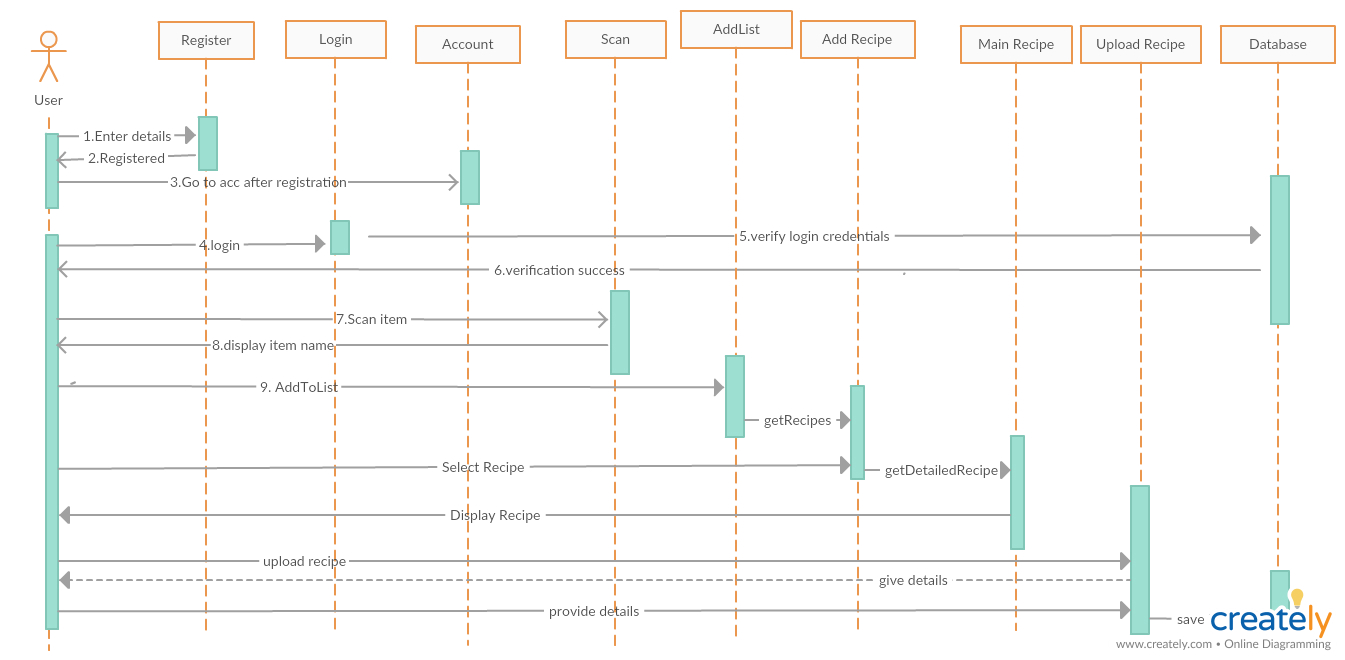 Register
Login
Account
Scan
AddList
Add Recipe
Main Recipe
Upload Recipe
Database
User
1.Enter details
2.Registered
3.Go to acc after registration
4.login
5.verify login credentials
6.verification success
7.Scan item
8.display item name
9. AddToList
getRecipes
Select Recipe
getDetailedRecipe
Display Recipe
upload recipe
give details
provide details
save
creately
www.creately.com • Online Diagramming